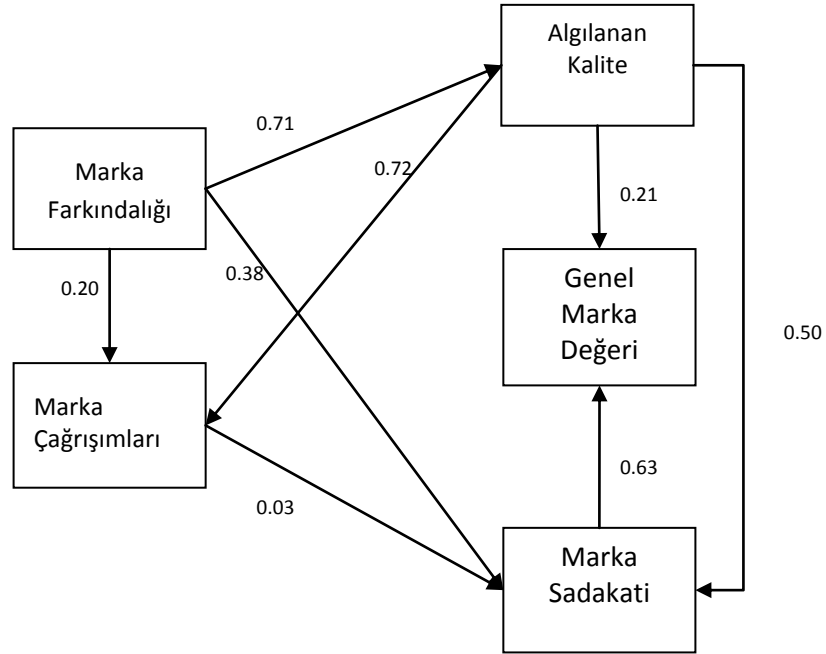 Algılanan
Kalite
0.71
Marka
Farkındalığı
0.72
0.21
0.20
0.38
Genel
Marka
Değeri
0.50
Marka
Çağrışımları
0.63
0.03
Marka
Sadakati